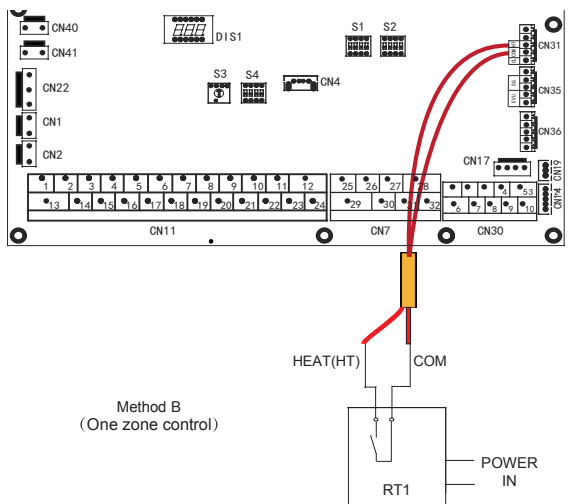 CN40
CN41
CN22
CN1
CN2
DIS1
S1 S2
S3 S4
CN4
CN31
CN35
CN36
CN17
CN19
1 2 3 4 5 6 7 8 9 10 11 12
13 14 15 16 17 18 19 20 21 22 23 24
25 26 27 28
29 30 31 32
4 5 3
6 7 8 9 10
CN11
CN7
CN30
HEAT(HT) COM
Method B
(One zone control)
RT1
POWER
IN